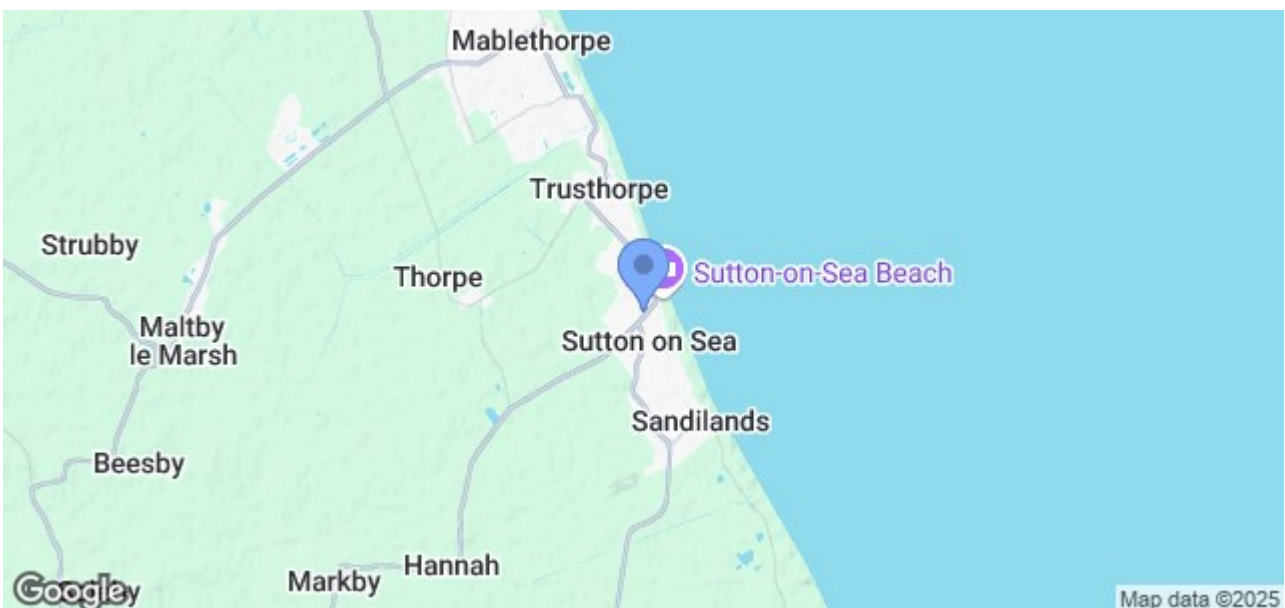 Mablethorpe
Trusthorpe
Strubby
Thorpe
Sutton-on-Sea Beach
Maltby
le Marsh
Sutton on Sea
Sandilands
Beesby
Hannah
Markby
Google
Map data ©2025